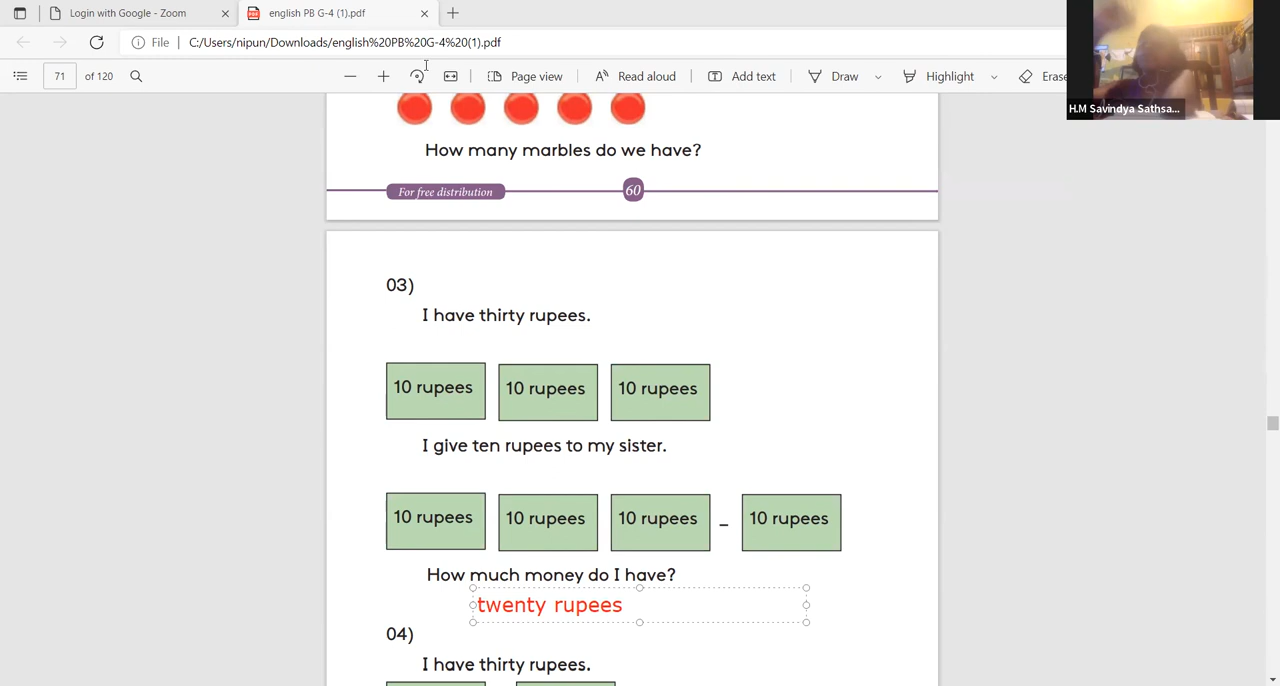 Login with Google - Zoom
english PB G-4 (1).pdf
File
C:/Users/nipun/Downloads/english%20PB%20G-4%20(1).pdf
71 of 120
Page view
Read aloud
Add text
Draw
Highlight
Erase
H.M Savindya Sathsa...
How many marbles do we have?
For free distribution
60
03)
I have thirty rupees.
10 rupees 10 rupees 10 rupees
I give ten rupees to my sister.
10 rupees 10 rupees 10 rupees - 10 rupees
How much money do I have?
twenty rupees
04)
I have thirty rupees.